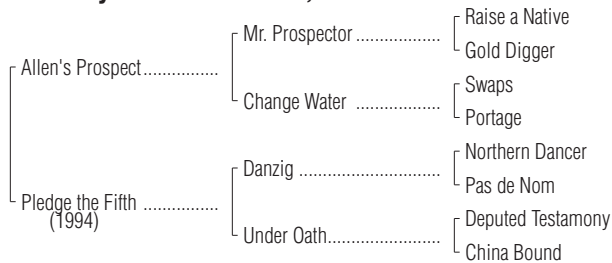 Raise a Native
Mr. Prospector ..................
Gold Digger
Allen's Prospect................
Swaps
Change Water ..................
Portage
Northern Dancer
Danzig ..............................
Pas de Nom
Pledge the Fifth ................
(1994)
Deputed Testamony
Under Oath........................
China Bound